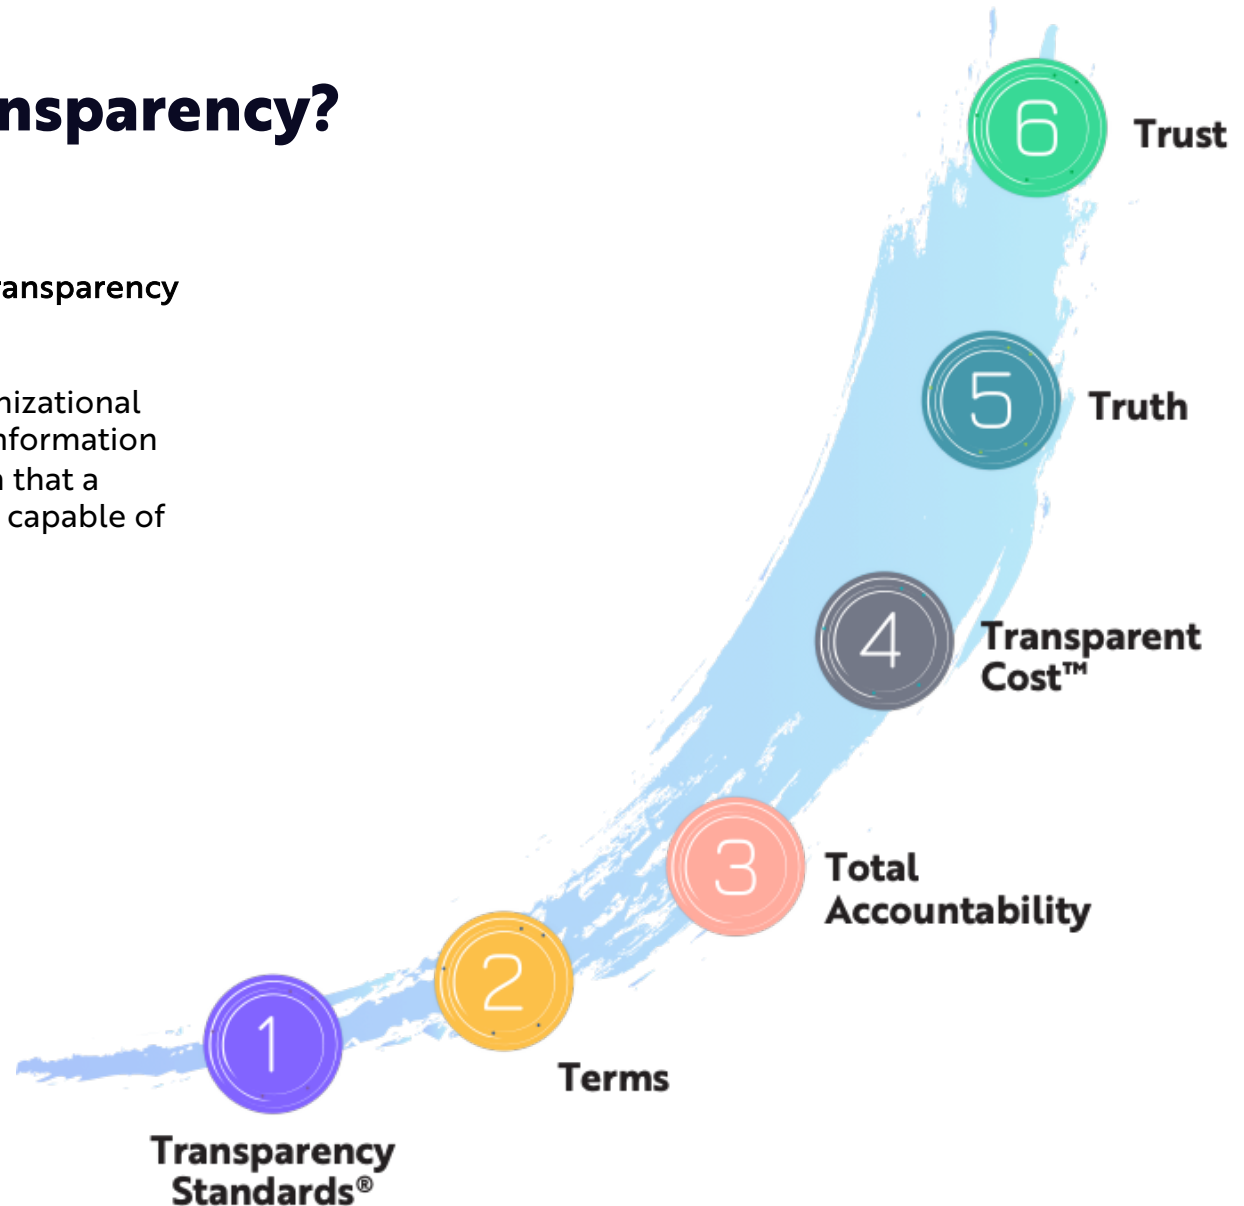 nsparency?
ransparency
nizational
nformation
n that a
capable of
6
Trust
5
Truth
4
Transparent
Cost™
3
Total
Accountability
2
Terms
1
Transparency
Standards®